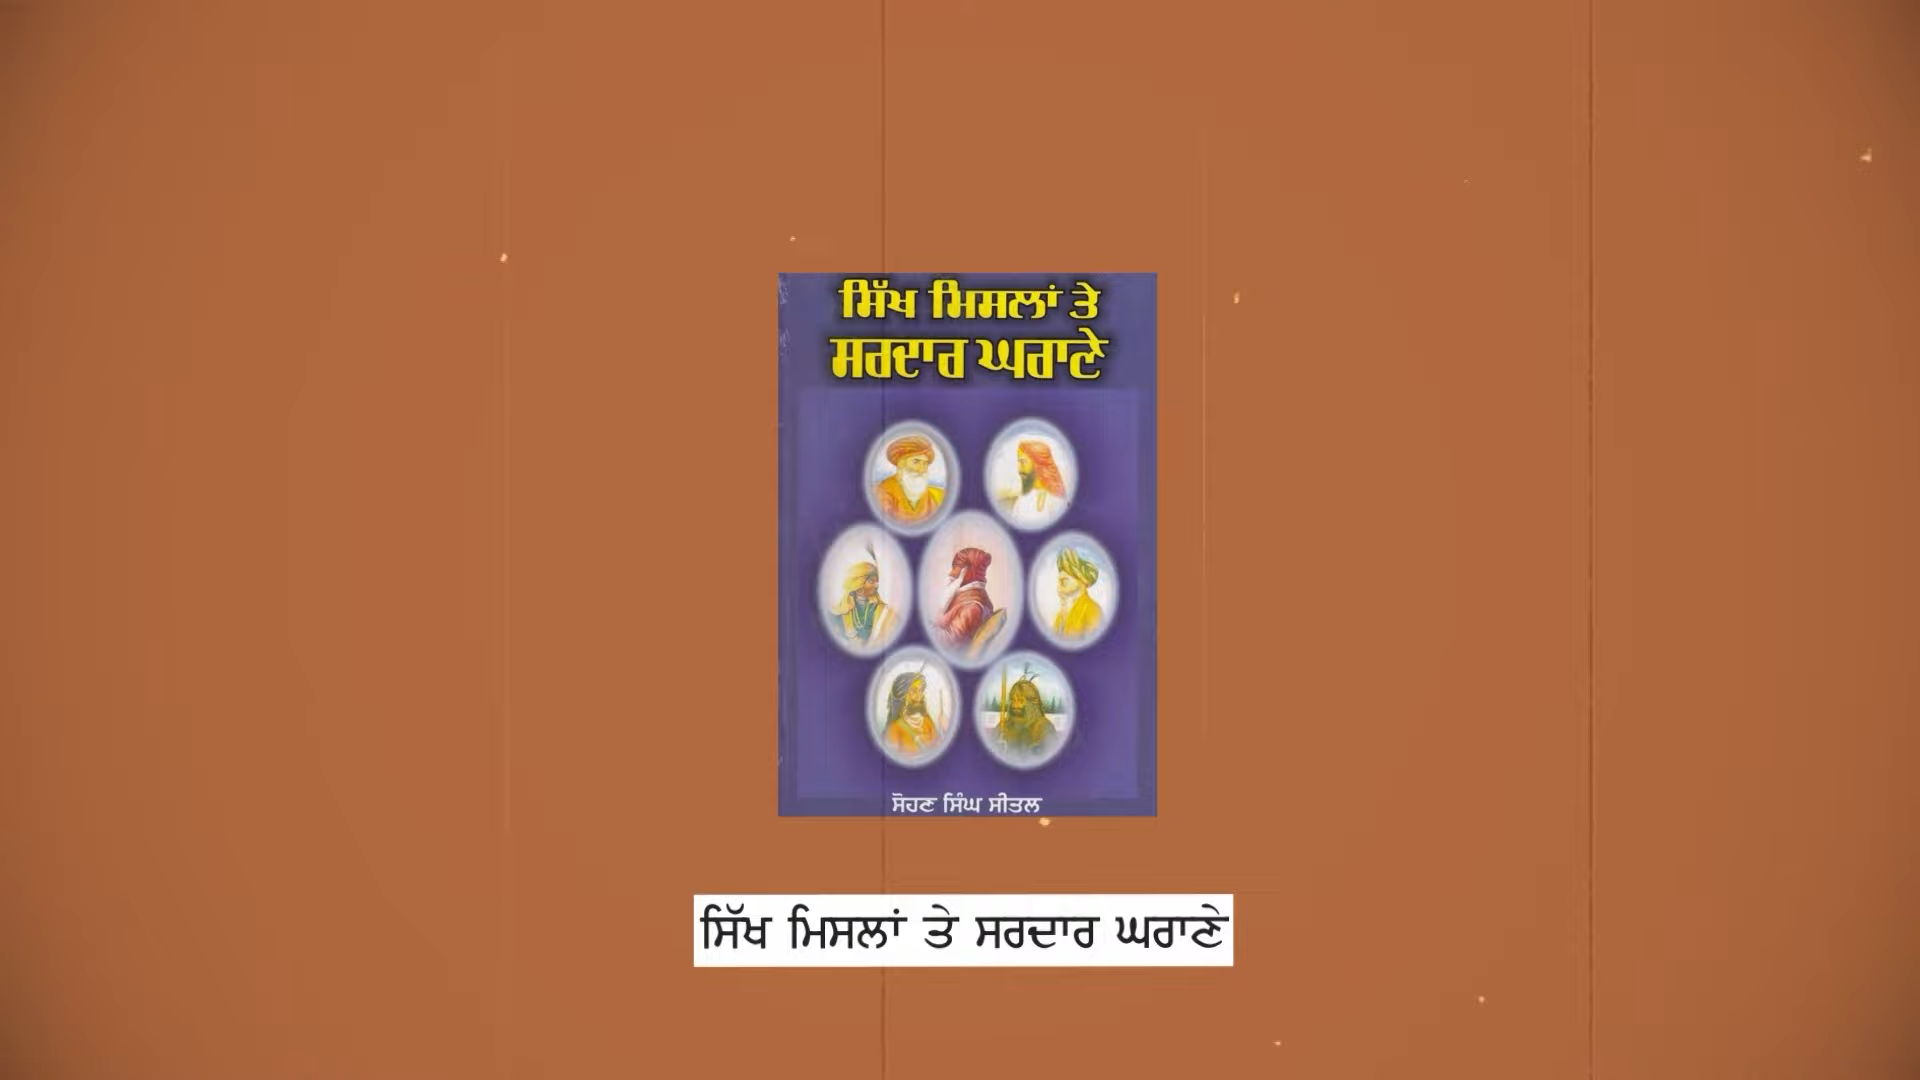 ਸਿੱਖ ਮਿਸਲਾਂ ਤੇ
ਸਰਦਾਰ ਘਰਾਣੇ
ਸੋਹਣ ਸਿੰਘ ਸੀਤਲ
ਸਿੱਖ ਮਿਸਲਾਂ ਤੇ ਸਰਦਾਰ ਘਰਾਣੇ